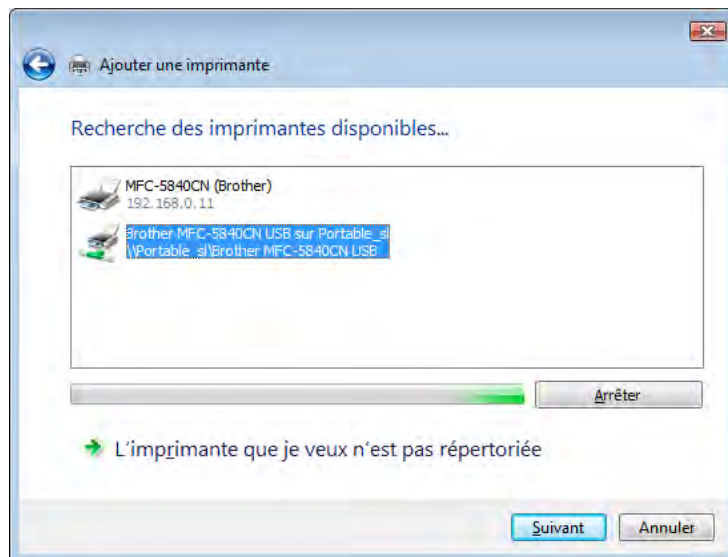 Ajouter une imprimante
Recherche des imprimantes disponibles...
MFC-5840CN (Brother)
192.168.0.11
Brother MFC-5840CN USB sur Portable_sl
\\Portable_sl\Brother MFC-5840CN USB
Arrêter
L'imprimante que je veux n'est pas répertoriée
Suivant
Annuler